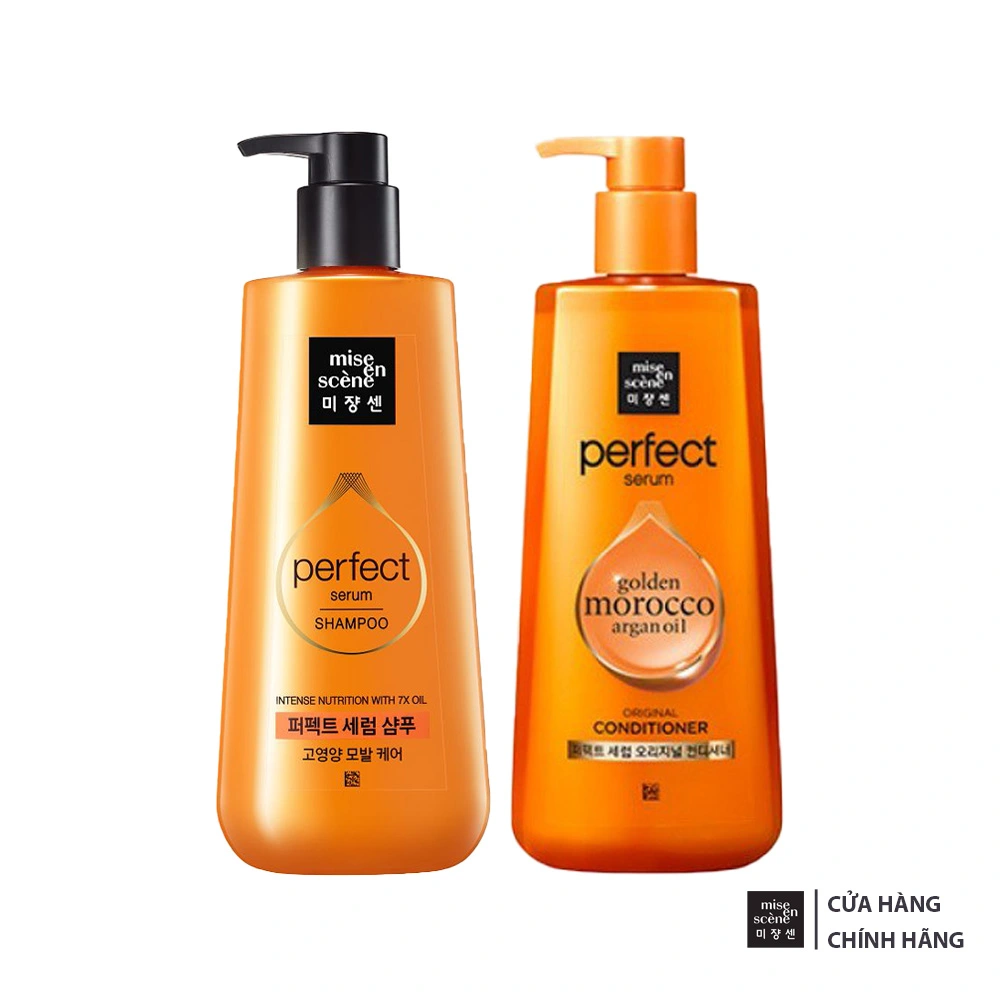 mise
en
scène
미쟝센
perfect
serum
SHAMPOO
INTENSE NUTRITION WITH 7X OIL
퍼펙트 세럼 샴푸
고영양 모발 케어
mise
en
scène
미쟝센
perfect
serum
golden
morocco
argan oil
ORIGINAL
CONDITIONER
퍼펙트 세럼 오리지널 컨디셔너
mise
en
scène
미쟝센
CỬA HÀNG
CHÍNH HÃNG